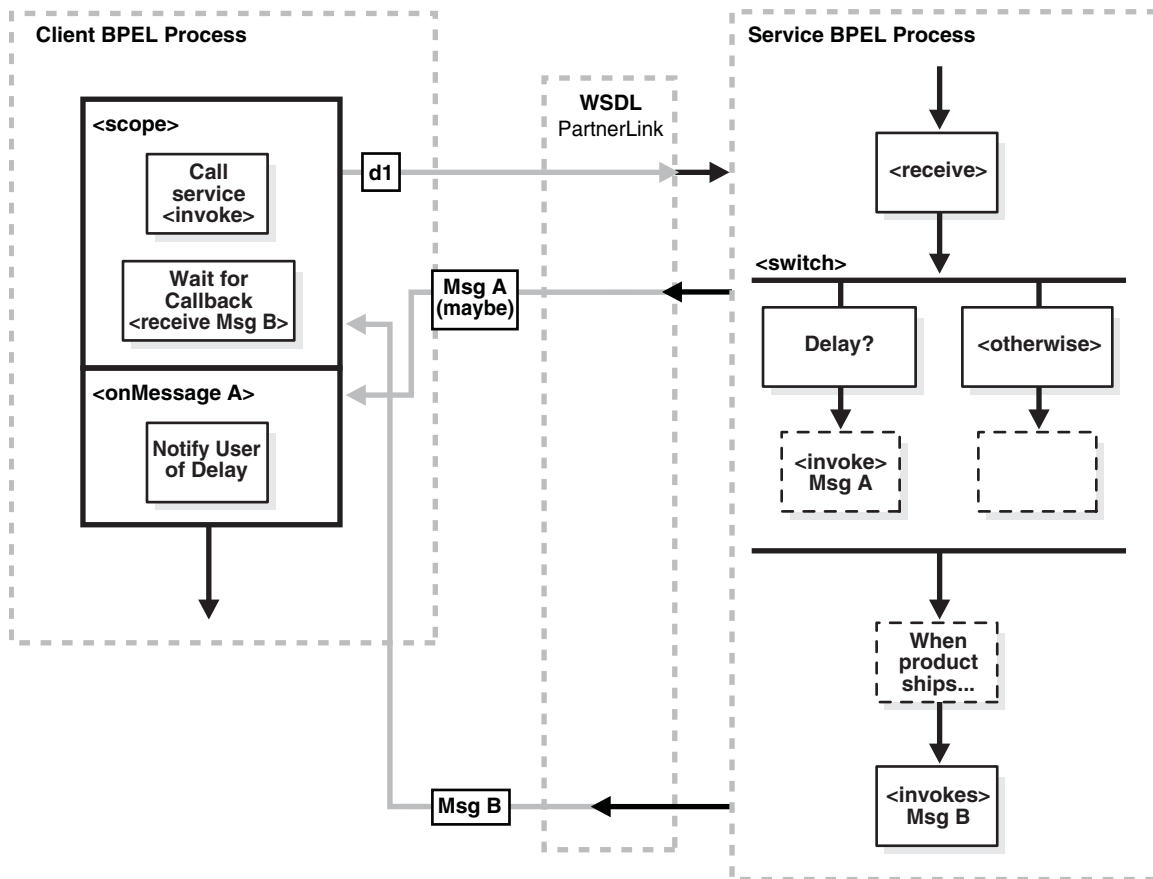 Client BPEL Process
<scope>
Call
service
<invoke>
Wait for
Callback
<receive Msg B>
<onMessage A>
Notify User
of Delay
d1
Msg A
(maybe)
Msg B
WSDL
PartnerLink
Service BPEL Process
<receive>
<switch>
Delay?
<otherwise>
<invoke>
Msg A
When
product
ships...
<invokes>
Msg B